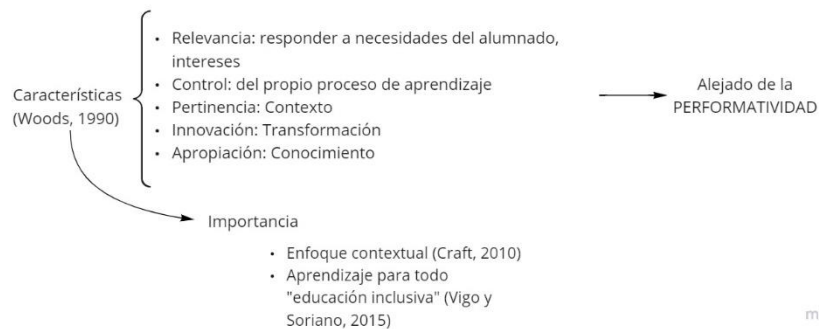 Características
(Woods, 1990)
• Relevancia: responder a necesidades del alumnado,
intereses
• Control: del propio proceso de aprendizaje
• Pertinencia: Contexto
• Innovación: Transformación
• Apropiación: Conocimiento
Alejado de la
PERFORMATIVIDAD
Importancia
• Enfoque contextual (Craft, 2010)
• Aprendizaje para todo
"educación inclusiva" (Vigo y
Soriano, 2015)
m